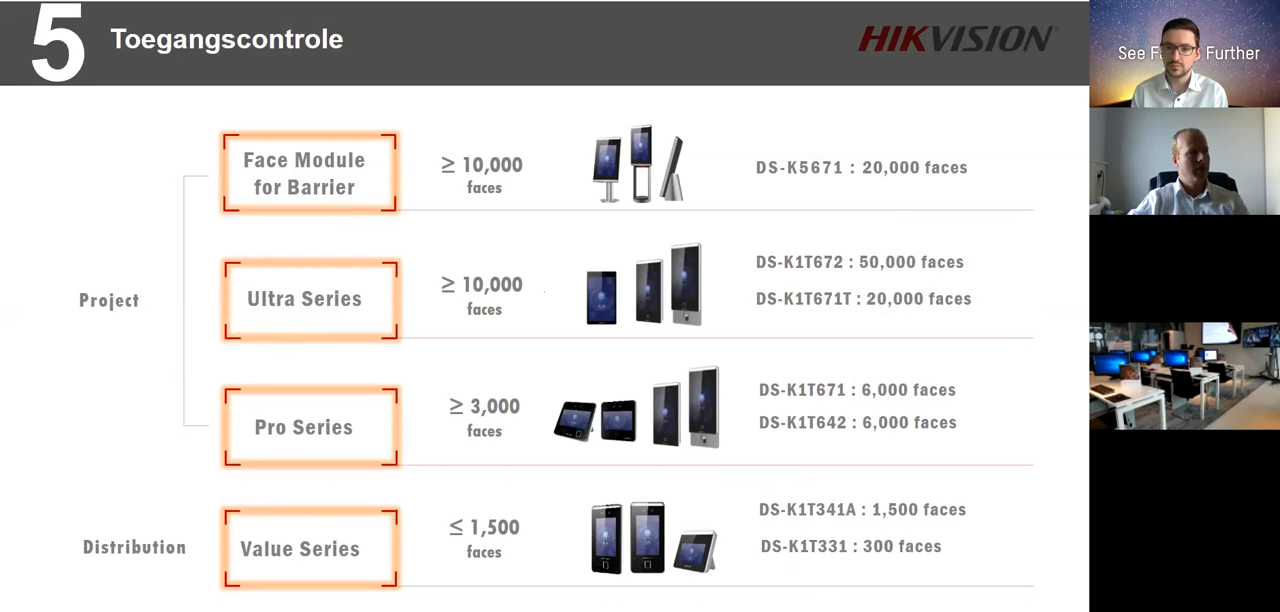 5
Toegangscontrole
HIKVISION
See Fa Further
Face Module
for Barrier
≥ 10,000
faces
DS-K5671 : 20,000 faces
Project
Ultra Series
≥ 10,000
faces
DS-K1T672 : 50,000 faces
DS-K1T671T : 20,000 faces
Pro Series
≥ 3,000
faces
DS-K1T671 : 6,000 faces
DS-K1T642 : 6,000 faces
Distribution
Value Series
≤ 1,500
faces
DS-K1T341A : 1,500 faces
DS-K1T331 : 300 faces